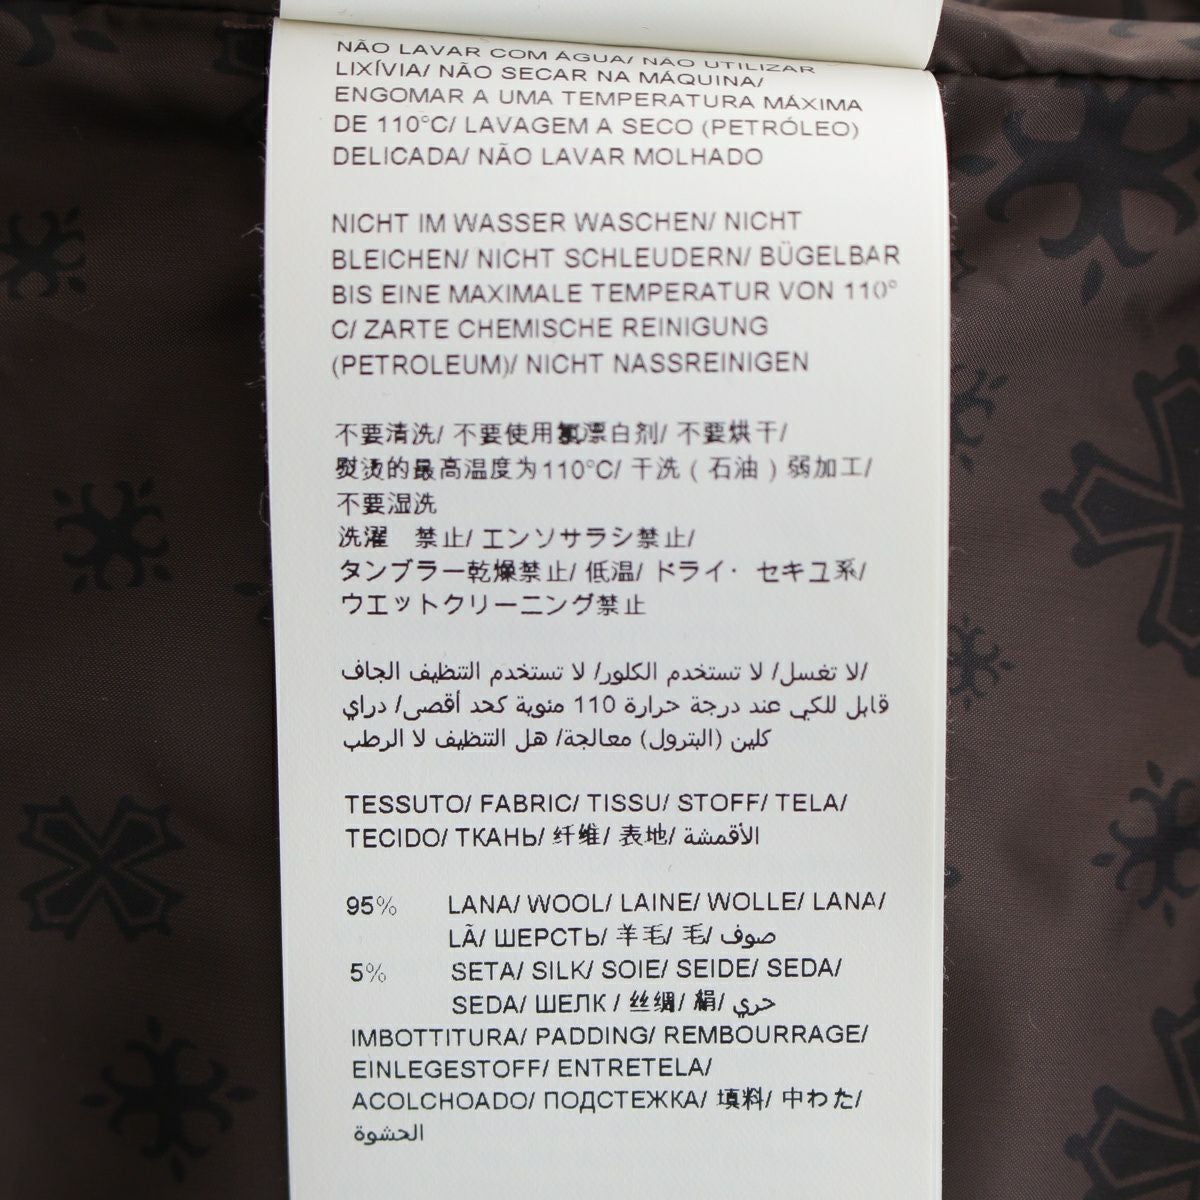 NÃO LAVAR COM ÁGUA/ NÃO UTILIZAR
LIXÍVIA/ NÃO SECAR NA MÁQUINA/
ENGOMAR A UMA TEMPERATURA MÁXIMA
DE 110°C/ LAVAGEM A SECO (PETRÓLEO)
DELICADA/ NÃO LAVAR MOLHADO
NICHT IM WASSER WASCHEN/ NICHT
BLEICHEN/ NICHT SCHLEUDERN/ BÜGELBAR
BIS EINE MAXIMALE TEMPERATUR VON 110°
C/ ZARTE CHEMISCHE REINIGUNG
(PETROLEUM)/ NICHT NASSREINIGEN
不要清洗/ 不要使用氯漂白剂/ 不要烘干/
熨烫的最高温度为110°C/ 干洗 ( 石油 ) 弱加工/
不要湿洗
洗濯　禁止/ エンソサラシ禁止/
タンブラー乾燥禁止/ 低温/ ドライ・ セキユ系/
ウエットクリーニング禁止
لا تغسل/ لا تستخدم الكلور/ لا تستخدم التنظيف الجاف/
قابل للكي عند درجة حرارة 110 مئوية كحد أقصى/ دراي
كلين (البترول) معالجة/ هل التنظيف لا الرطب
TESSUTO/ FABRIC/ TISSU/ STOFF/ TELA/
TECIDO/ ТКАНЬ/ 纤维/ 表地/ الأقمشة
95% LANA/ WOOL/ LAINE/ WOLLE/ LANA/
LÃ/ ШЕРСТЬ/ 羊毛/ 毛/ صوف
5% SETA/ SILK/ SOIE/ SEIDE/ SEDA/
SEDA/ ШЕЛК / 丝绸/ 絹/ حري
IMBOTTITURA/ PADDING/ REMBOURRAGE/
EINLEGESTOFF/ ENTRETELA/
ACOLCHOADO/ ПОДСТЕЖКА/ 填料/ 中わた/
الحشوة